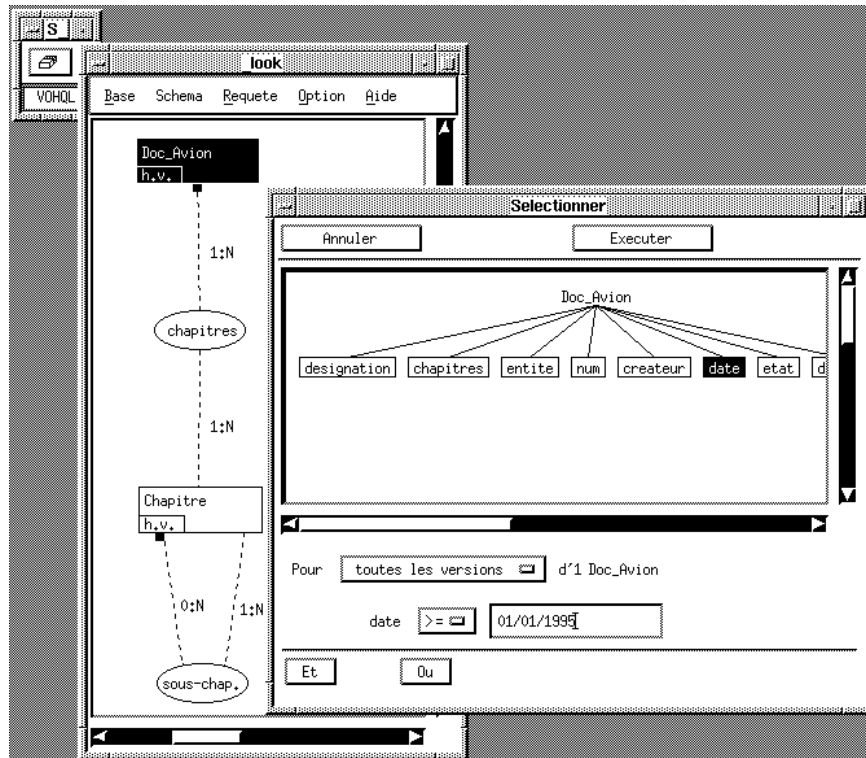 S_
VOHQL
_look
Base Schema Requete Option Aide
Doc_Avion
h.v.
1:N
chapitres
1:N
Chapitre
h.v.
0:N
1:N
sous-chap.
Selectionner
Annuler Executer
Doc_Avion
designation chapitres entite num createur date etat d
Pour toutes les versions d'1 Doc_Avion
date >= 01/01/1995
Et Ou